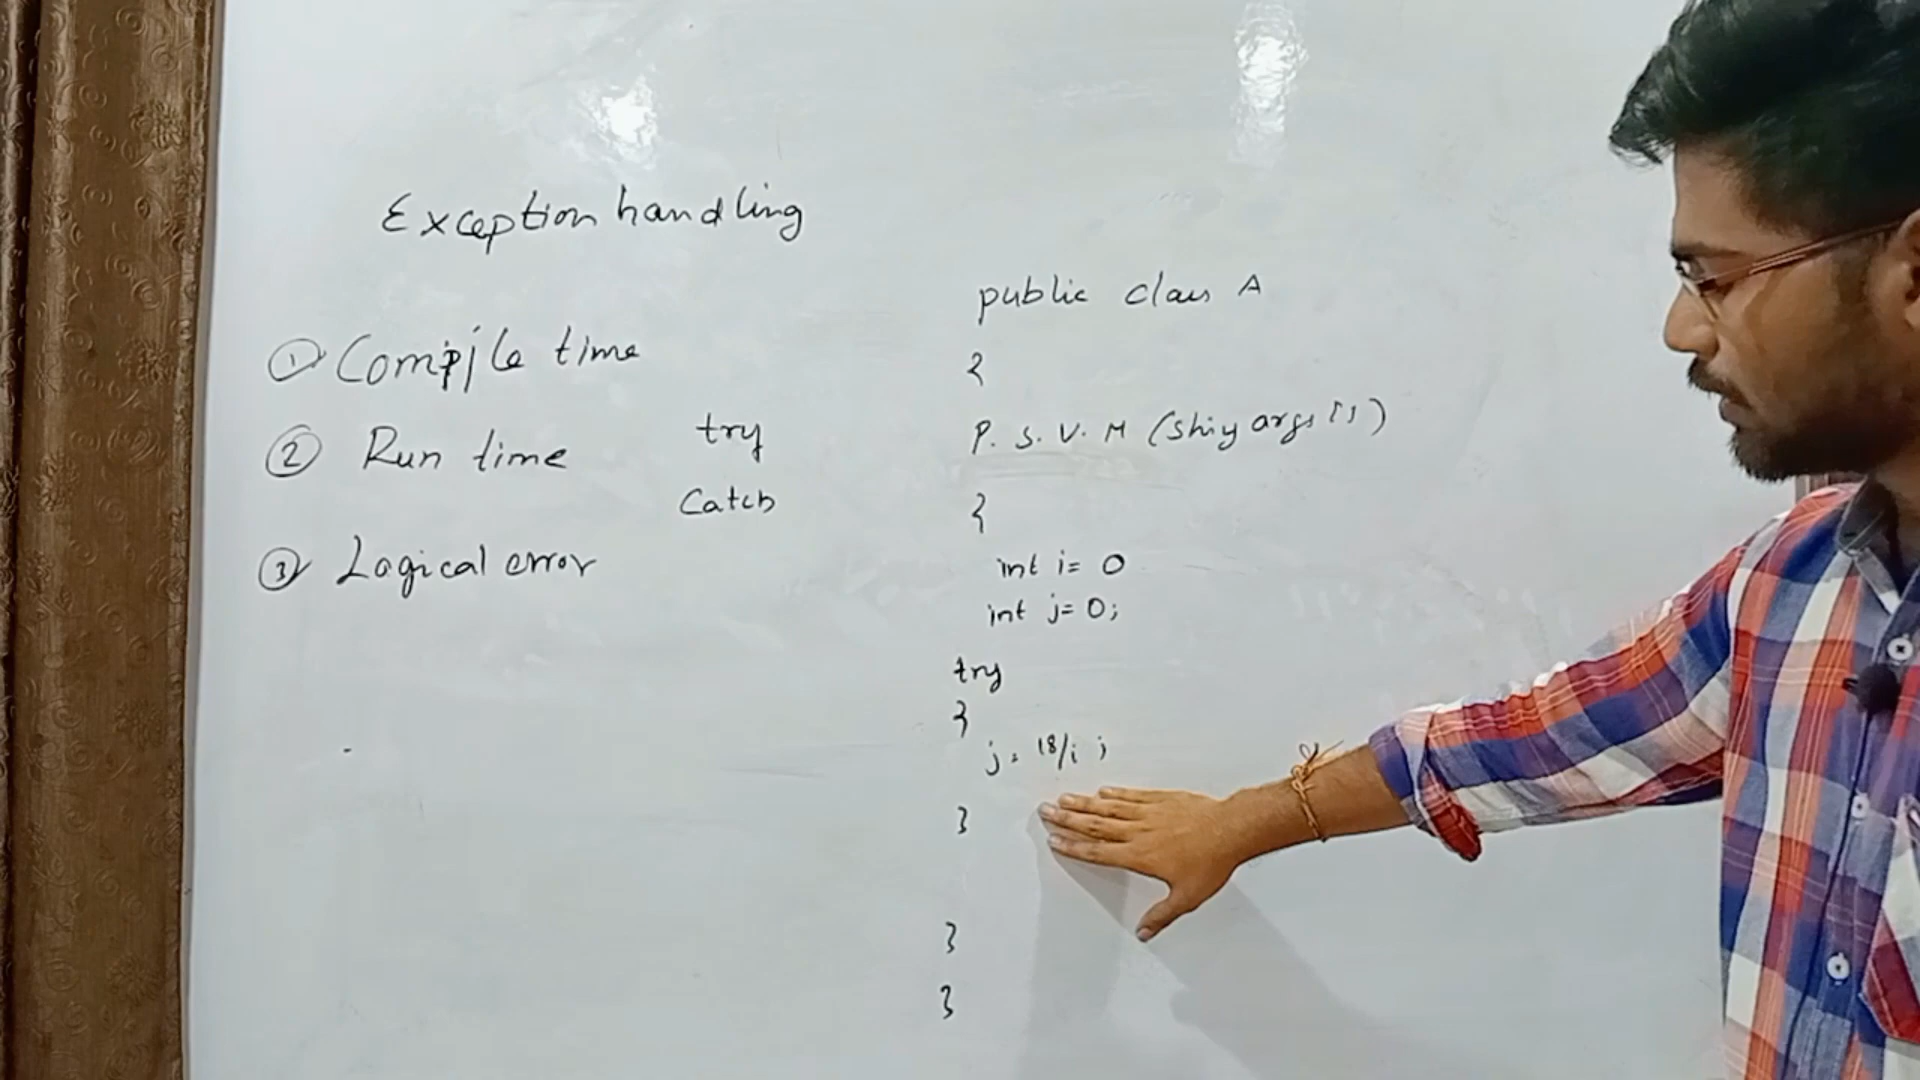 Exception handling
① Compile time
② Run time
try
Catch
③ Logical error
public class A
{
P. S. V. M (String args [])
{
int i= 0
int j= 0;
try
}
j = 18/i ;
}
}
}